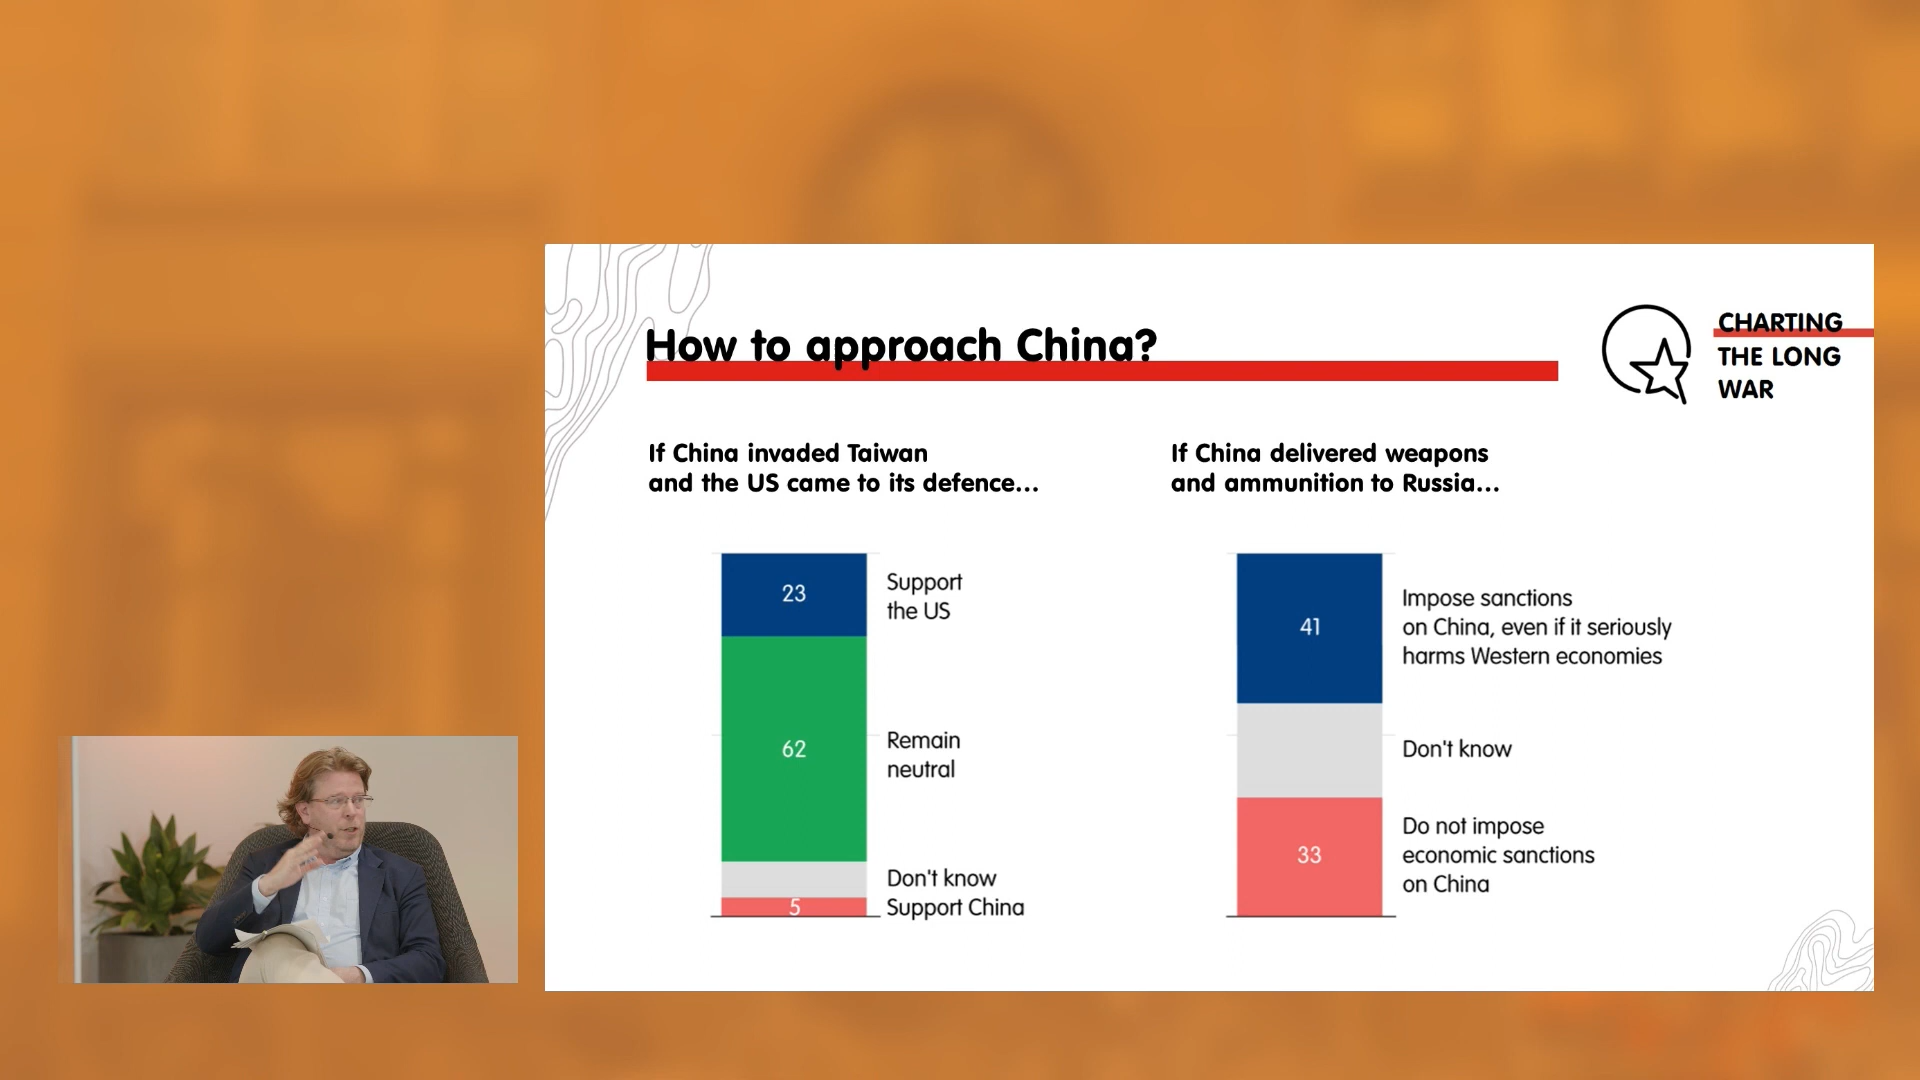 How to approach China?
CHARTING
THE LONG
WAR
If China invaded Taiwan
and the US came to its defence...
23
Support
the US
62
Remain
neutral
Don't know
5
Support China
If China delivered weapons
and ammunition to Russia...
41
Impose sanctions
on China, even if it seriously
harms Western economies
Don't know
33
Do not impose
economic sanctions
on China